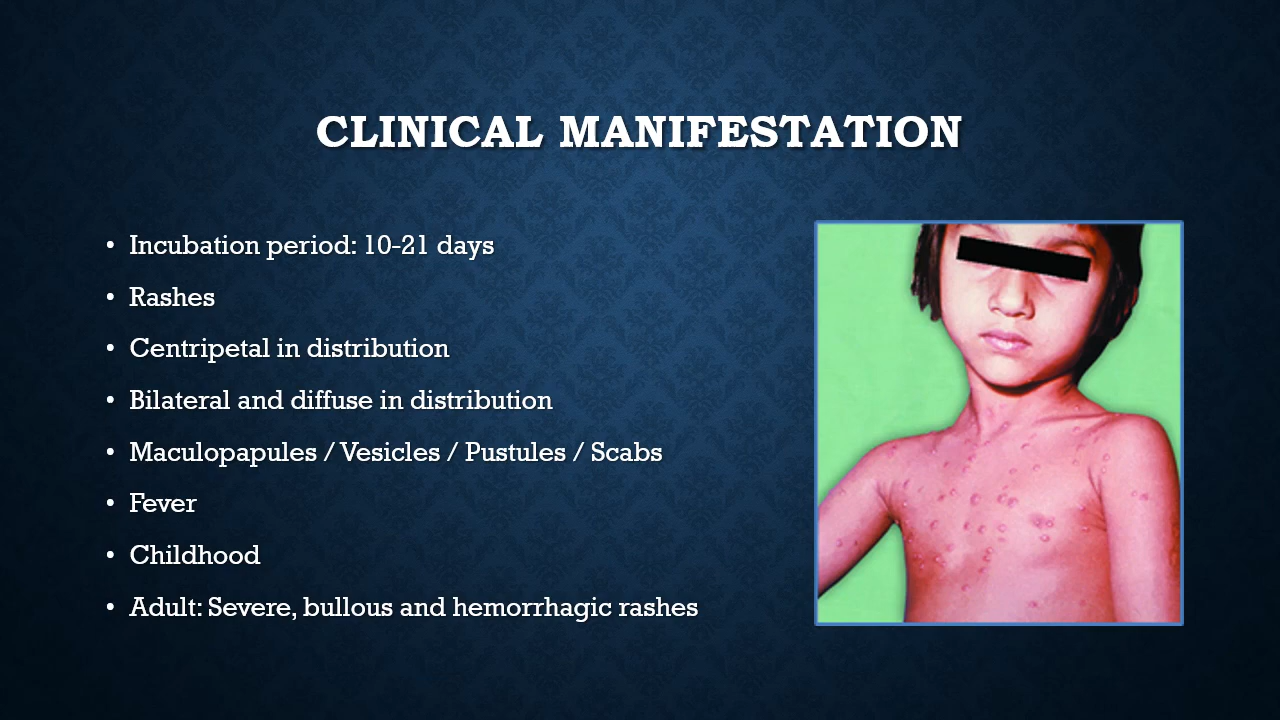 CLINICAL MANIFESTATION
• Incubation period: 10-21 days
• Rashes
• Centripetal in distribution
• Bilateral and diffuse in distribution
• Maculopapules / Vesicles / Pustules / Scabs
• Fever
• Childhood
• Adult: Severe, bullous and hemorrhagic rashes